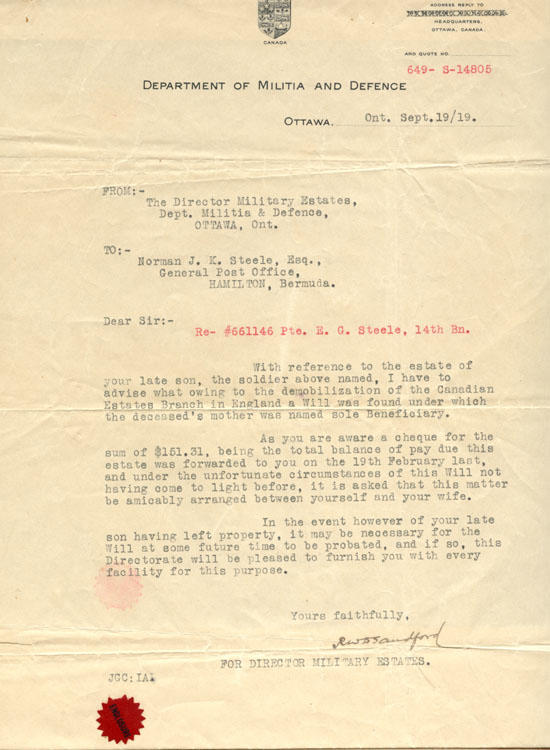 CANADA
ADDRESS REPLY TO
HEADQUARTERS,
OTTAWA, CANADA.
AND QUOTE NO.
649- S-14805
DEPARTMENT OF MILITIA AND DEFENCE
OTTAWA, Ont. Sept.19/19.
FROM:-
The Director Military Estates,
Dept. Militia & Defence,
OTTAWA, Ont.
TO:-
Norman J. K. Steele, Esq.,
General Post Office,
HAMILTON, Bermuda.
Dear Sir:-
Re- #661146 Pte. E. G. Steele, 14th Bn.
With reference to the estate of
your late son, the soldier above named, I have to
advise what owing to the demobilization of the Canadian
Estates Branch in England a Will was found under which
the deceased's mother was named sole Beneficiary.
As you are aware a cheque for the
sum of $151.31, being the total balance of pay due this
estate was forwarded to you on the 19th February last,
and under the unfortunate circumstances of this Will not
having come to light before, it is asked that this matter
be amicably arranged between yourself and your wife.
In the event however of your late
son having left property, it may be necessary for the
Will at some future time to be probated, and if so, this
Directorate will be pleased to furnish you with every
facility for this purpose.
Yours faithfully,
FOR DIRECTOR MILITARY ESTATES.
JGC:IAL
ENCLOSURE